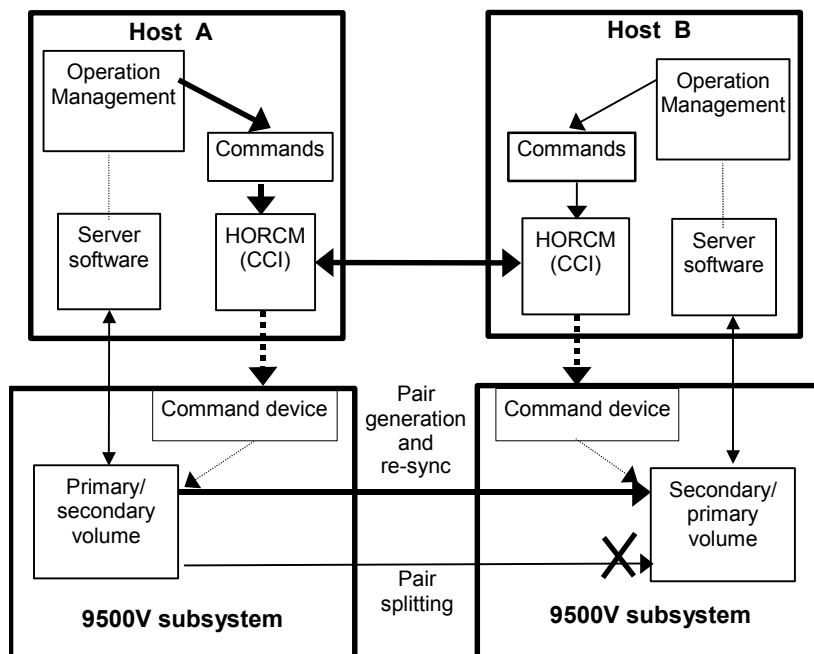 Host A
Operation
Management
Commands
Server
software
HORCM
(CCI)
Host B
Operation
Management
Commands
HORCM
(CCI)
Server
software
Command device
Pair
generation
and
re-sync
Command device
Primary/
secondary
volume
Secondary/
primary
volume
Pair
splitting
9500V subsystem
9500V subsystem